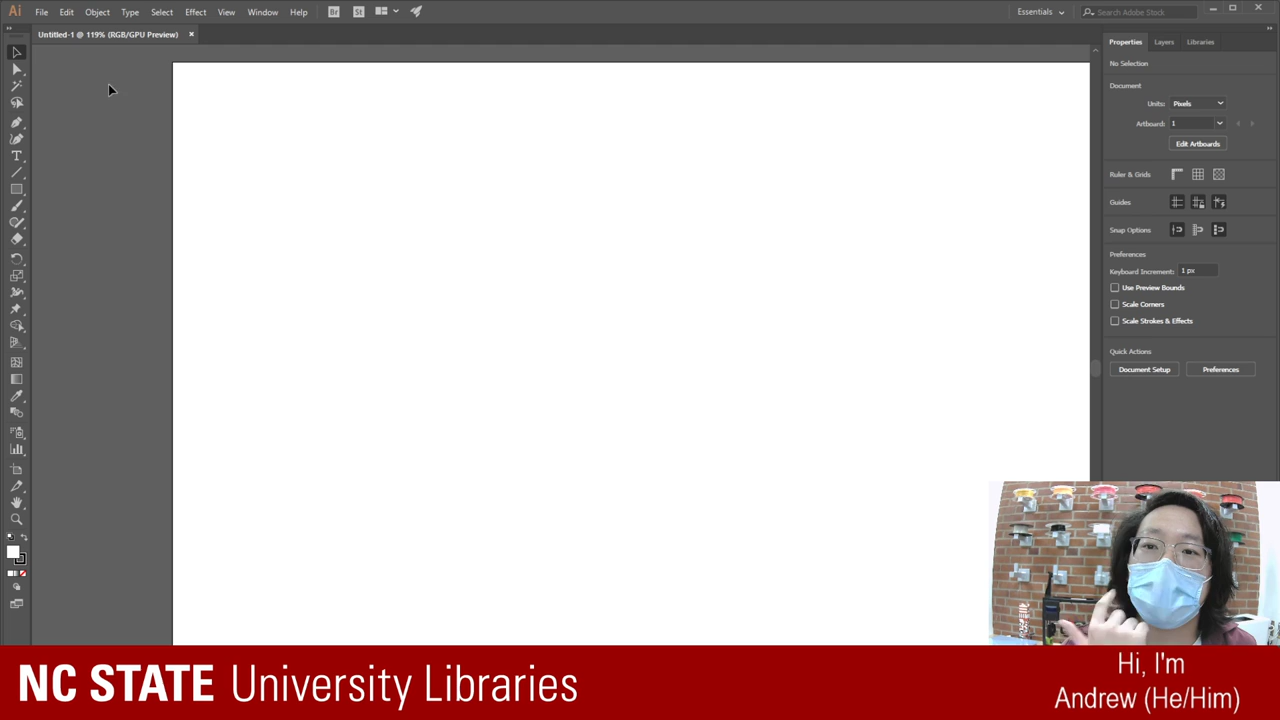 Ai File Edit Object Type Select Effect View Window Help Br St Essentials Search Adobe Stock
Untitled-1 @ 119% (RGB/GPU Preview) ×
Properties Layers Libraries
No Selection
Document
Units: Pixels
Artboard: 1
Edit Artboards
Ruler & Grids
Guides
Snap Options
Preferences
Keyboard Increment: 1 px
Use Preview Bounds
Scale Corners
Scale Strokes & Effects
Quick Actions
Document Setup Preferences
NC STATE University Libraries
Hi, I'm
Andrew (He/Him)